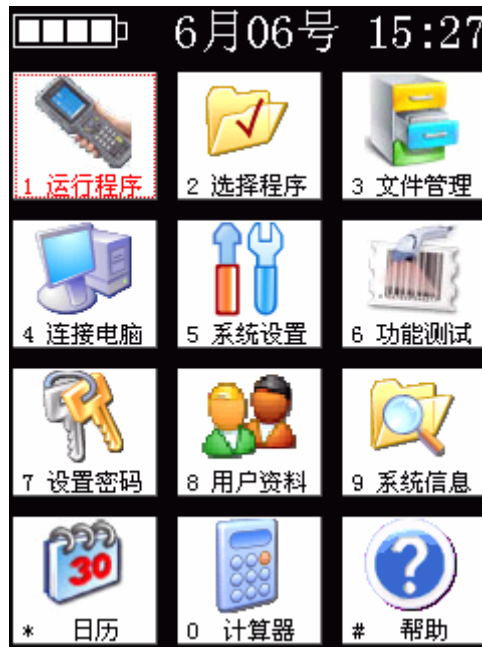 6月06号 15:27
1 运行程序
2 选择程序
3 文件管理
4 连接电脑
5 系统设置
6 功能测试
7 设置密码
8 用户资料
9 系统信息
30
* 日历
0 计算器
# 帮助